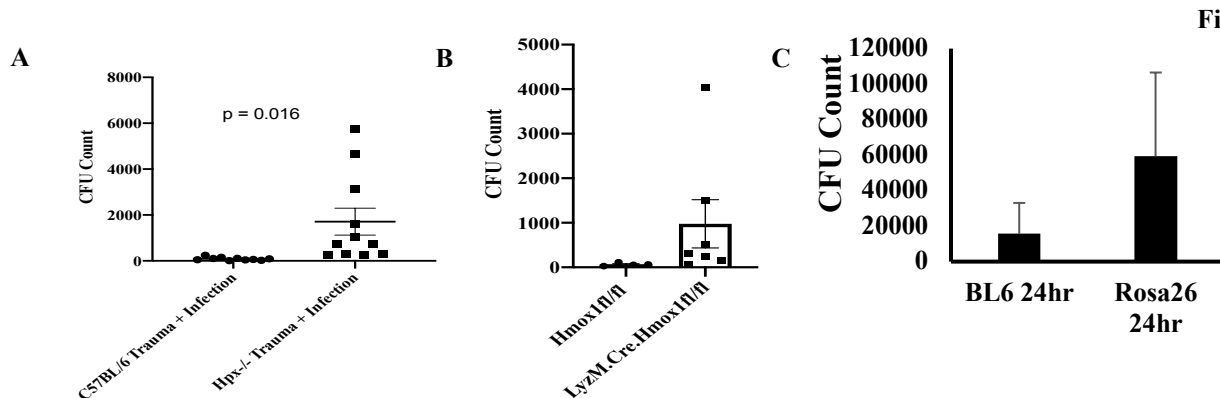 Fi
A
8000
6000
4000
2000
0
CFU Count
p = 0.016
C57BL/6 Trauma + Infection
Hpx-/- Trauma + Infection
B
5000
4000
3000
2000
1000
0
CFU Count
Hmox1fl/fl
LyzM.Cre.Hmox1fl/fl
C
120000
100000
80000
60000
40000
20000
0
CFU Count
BL6 24hr
Rosa26
24hr